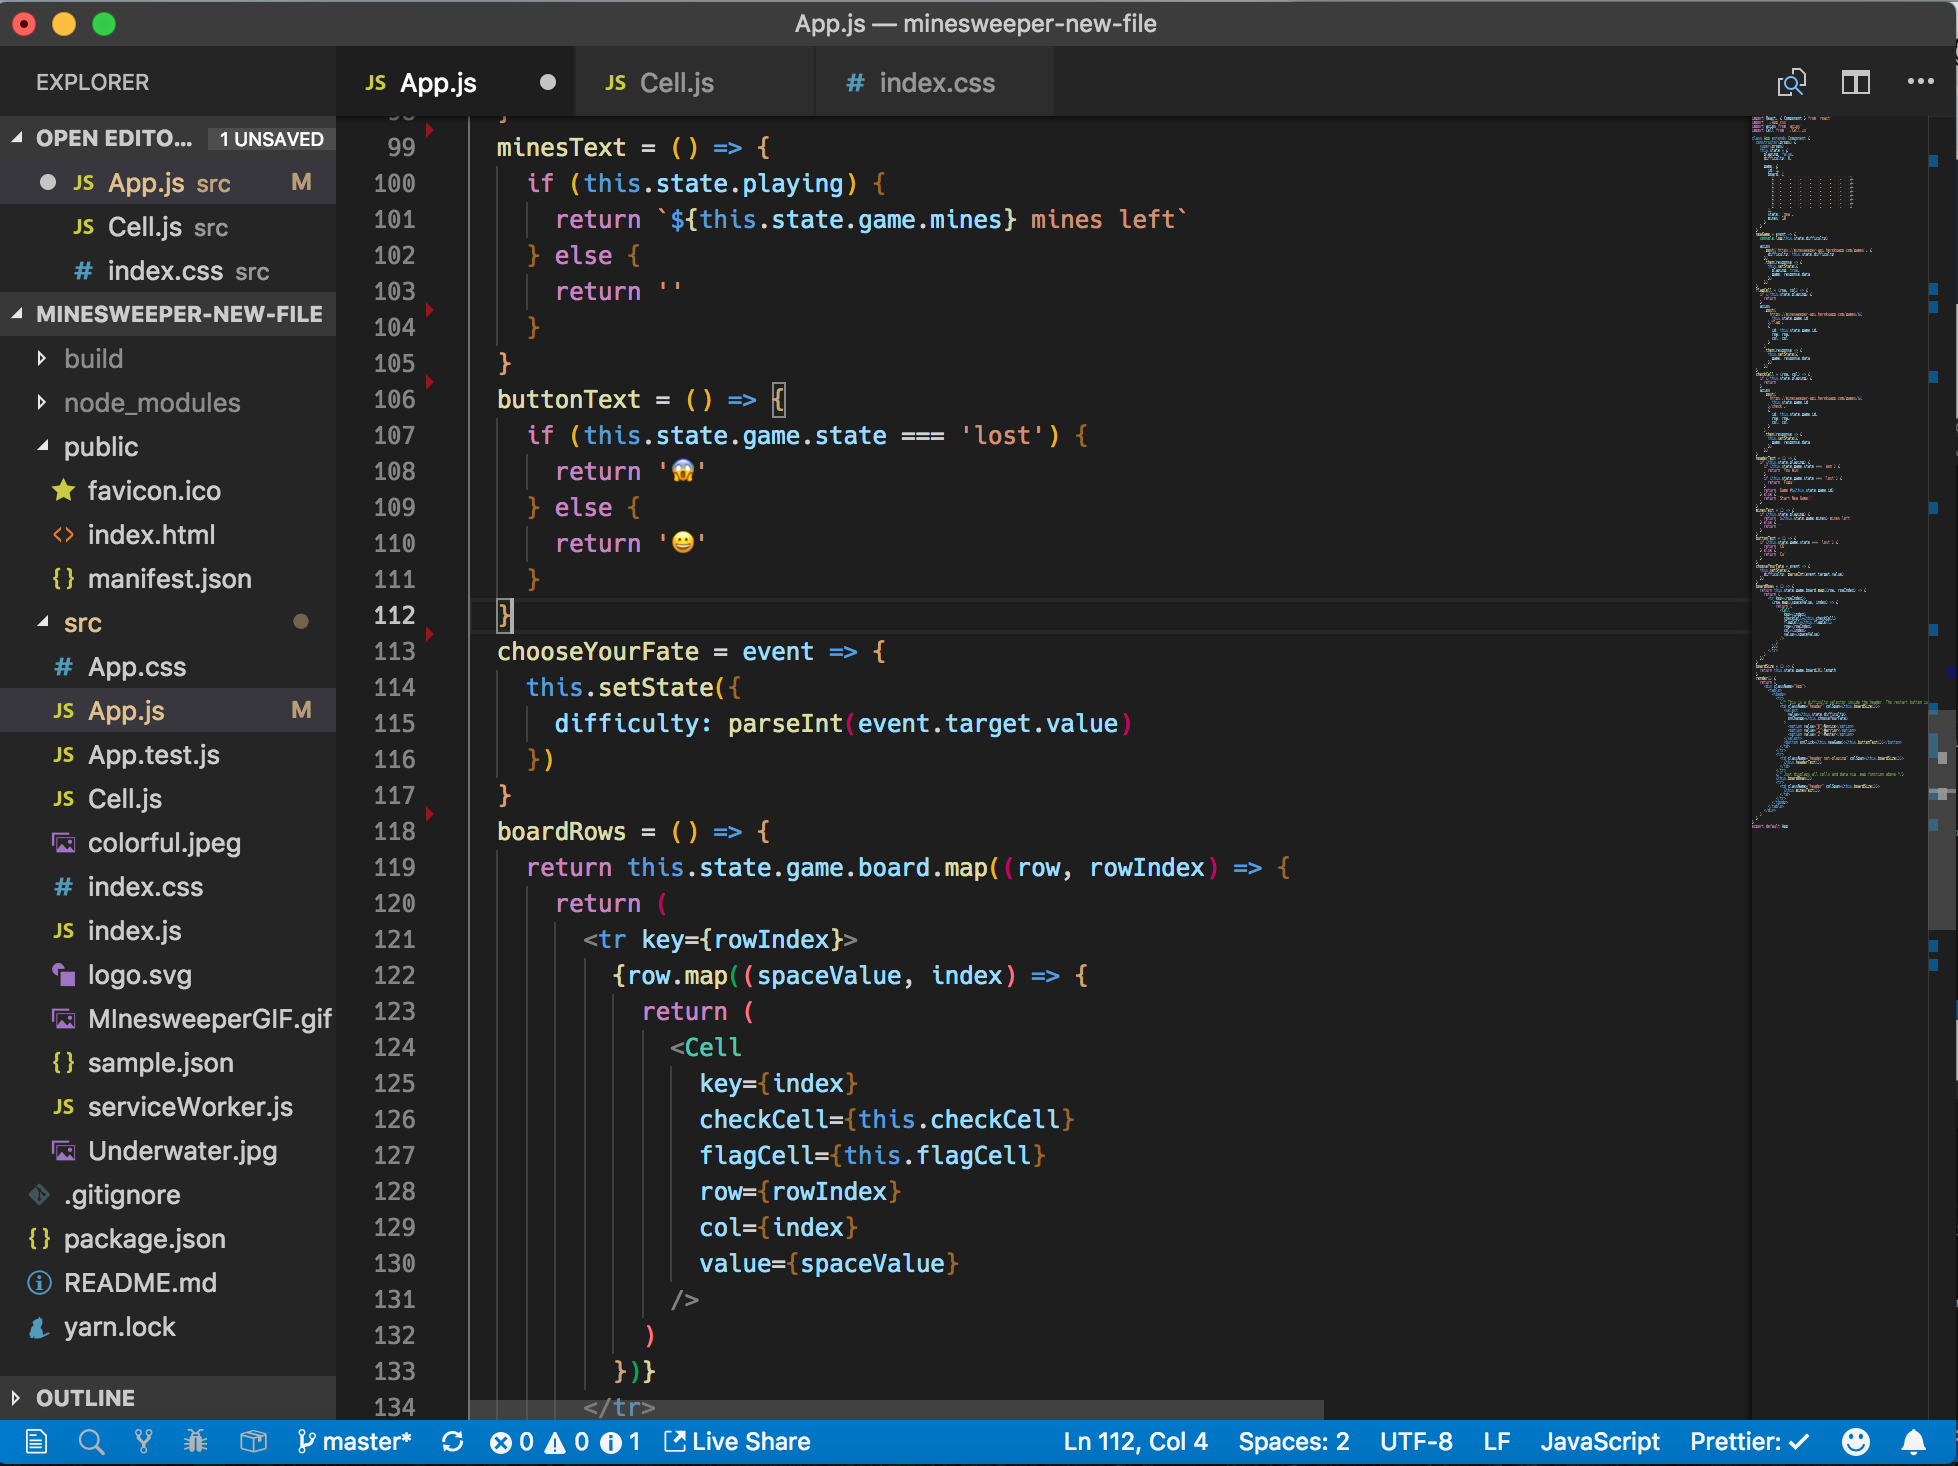 App.js — minesweeper-new-file
EXPLORER
JS App.js
JS Cell.js
# index.css
OPEN EDITO... 1 UNSAVED
JS App.js src M
JS Cell.js src
# index.css src
MINESWEEPER-NEW-FILE
build
node_modules
public
favicon.ico
<> index.html
{} manifest.json
src
# App.css
JS App.js M
JS App.test.js
JS Cell.js
colorful.jpeg
# index.css
JS index.js
logo.svg
MInesweeperGIF.gif
{} sample.json
JS serviceWorker.js
Underwater.jpg
.gitignore
{} package.json
README.md
yarn.lock
OUTLINE
99 minesText = () => {
100 if (this.state.playing) {
101 return `${this.state.game.mines} mines left`
102 } else {
103 return ''
104 }
105 }
106 buttonText = () => {
107 if (this.state.game.state === 'lost') {
108 return '😱'
109 } else {
110 return '😀'
111 }
112 }
113 chooseYourFate = event => {
114 this.setState({
115 difficulty: parseInt(event.target.value)
116 })
117 }
118 boardRows = () => {
119 return this.state.game.board.map((row, rowIndex) => {
120 return (
121 <tr key={rowIndex}>
122 {row.map((spaceValue, index) => {
123 return (
124 <Cell
125 key={index}
126 checkCell={this.checkCell}
127 flagCell={this.flagCell}
128 row={rowIndex}
129 col={index}
130 value={spaceValue}
131 />
132 )
133 })}
134 </tr>
master* 0 0 1 Live Share Ln 112, Col 4 Spaces: 2 UTF-8 LF JavaScript Prettier: ✓